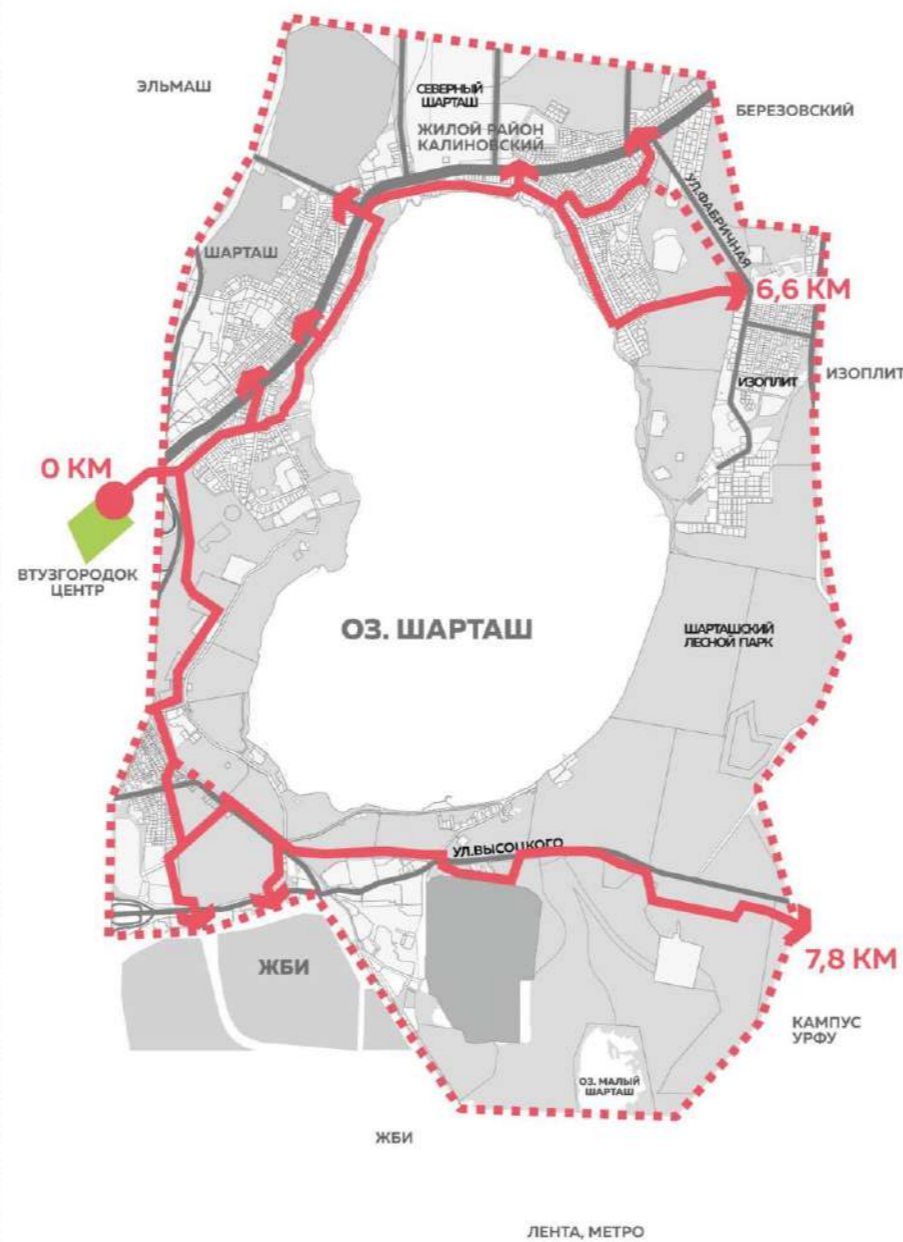 ЭЛЬМАШ
СЕВЕРНЫЙ
ШАРТАШ
БЕРЕЗОВСКИЙ
ЖИЛОЙ РАЙОН
КАЛИНОВСКИЙ
УЛ.ФАБРИЧНАЯ
ШАРТАШ
6,6 КМ
ИЗОПЛИТ
ИЗОПЛИТ
0 КМ
ВТУЗГОРОДОК
ЦЕНТР
ОЗ. ШАРТАШ
ШАРТАШСКИЙ
ЛЕСНОЙ ПАРК
УЛ.ВЫСОЦКОГО
ЖБИ
7,8 КМ
КАМПУС
УРФУ
ОЗ. МАЛЫЙ
ШАРТАШ
ЖБИ
ЛЕНТА, МЕТРО